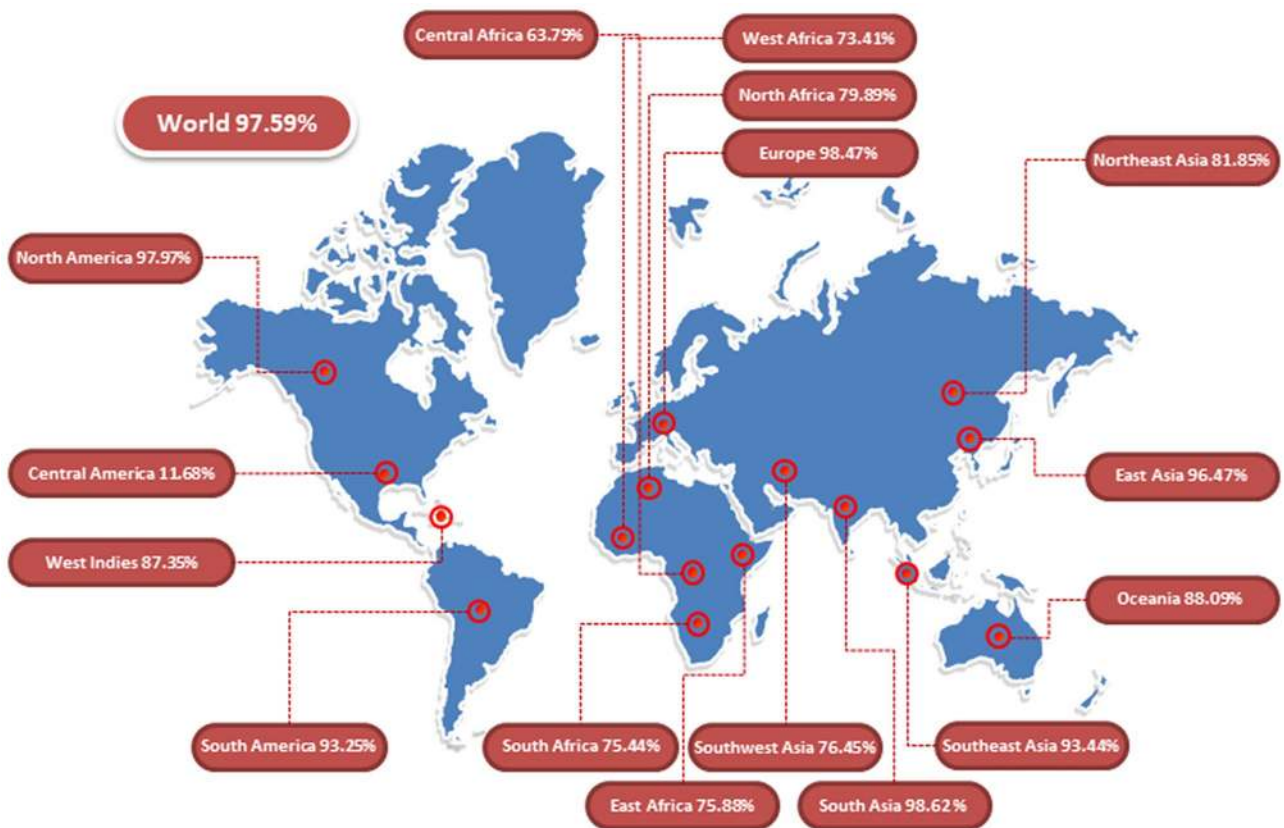 Central Africa 63.79%
West Africa 73.41%
North Africa 79.89%
World 97.59%
Europe 98.47%
Northeast Asia 81.85%
North America 97.97%
Central America 11.68%
East Asia 96.47%
West Indies 87.35%
Oceania 88.09%
South America 93.25%
South Africa 75.44%
Southwest Asia 76.45%
Southeast Asia 93.44%
East Africa 75.88%
South Asia 98.62%